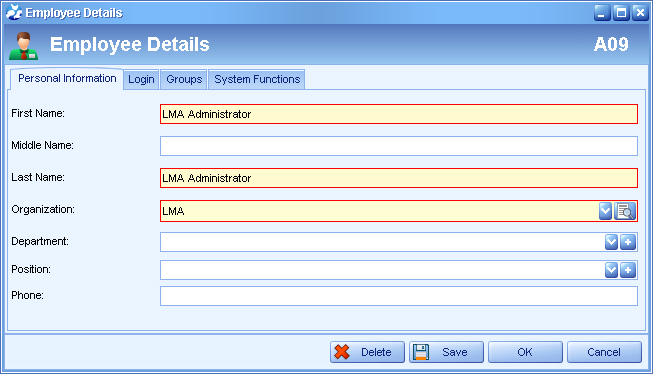 Employee Details
Employee Details A09
Personal Information Login Groups System Functions
First Name: LMA Administrator
Middle Name:
Last Name: LMA Administrator
Organization: LMA
Department:
Position:
Phone:
Delete Save OK Cancel